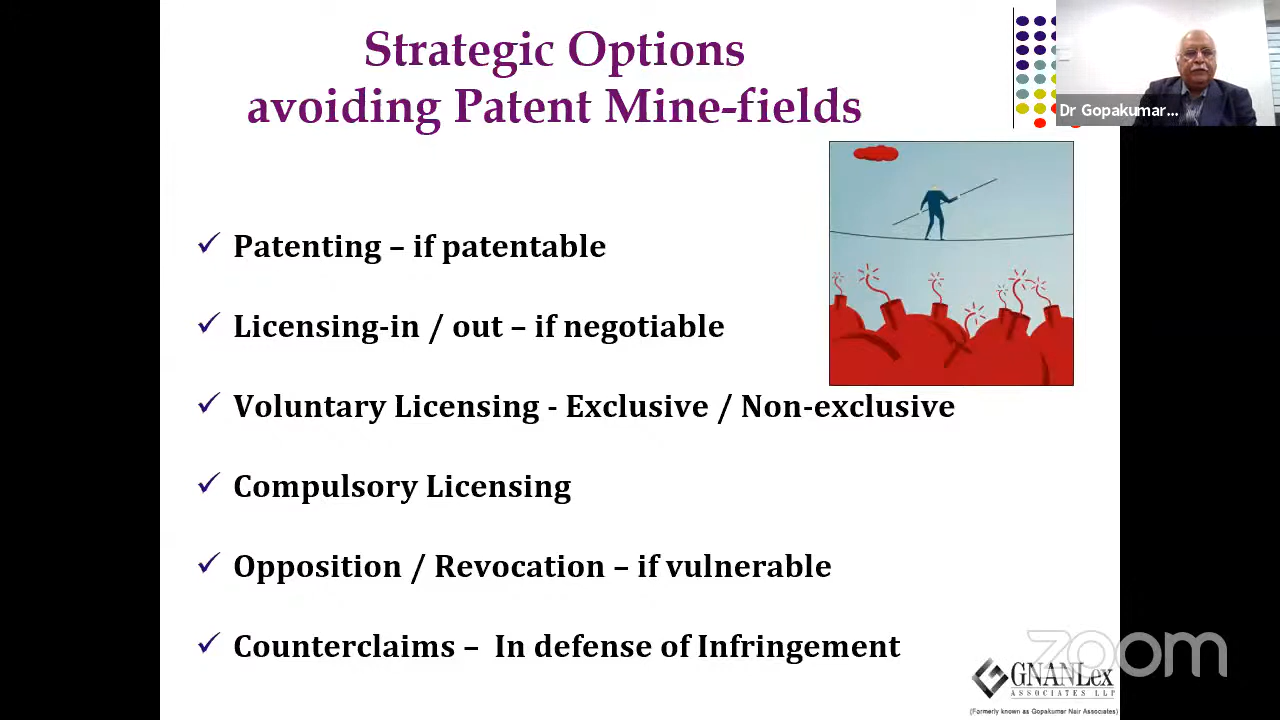 Strategic Options
avoiding Patent Mine-fields
Dr Gopakumar...
✓ Patenting – if patentable
✓ Licensing-in / out – if negotiable
✓ Voluntary Licensing - Exclusive / Non-exclusive
✓ Compulsory Licensing
✓ Opposition / Revocation – if vulnerable
✓ Counterclaims – In defense of Infringement
zoom
GNANLex
ASSOCIATES LLP
(Formerly known as Gopakumar Nair Associates)